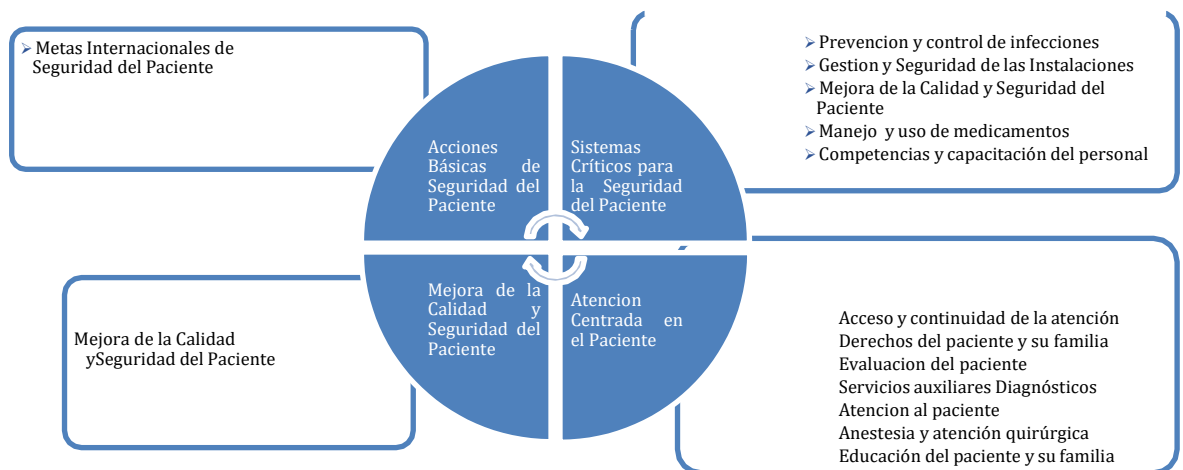 ➢ Metas Internacionales de
Seguridad del Paciente
➢ Prevencion y control de infecciones
➢ Gestion y Seguridad de las Instalaciones
➢ Mejora de la Calidad y Seguridad del
Paciente
➢ Manejo y uso de medicamentos
➢ Competencias y capacitación del personal
Acciones
Básicas de
Seguridad del
Paciente
Sistemas
Críticos para
la Seguridad
del Paciente
Mejora de la
Calidad y
Seguridad del
Paciente
Atencion
Centrada en
el Paciente
Mejora de la Calidad
ySeguridad del Paciente
Acceso y continuidad de la atención
Derechos del paciente y su familia
Evaluacion del paciente
Servicios auxiliares Diagnósticos
Atencion al paciente
Anestesia y atención quirúrgica
Educación del paciente y su familia